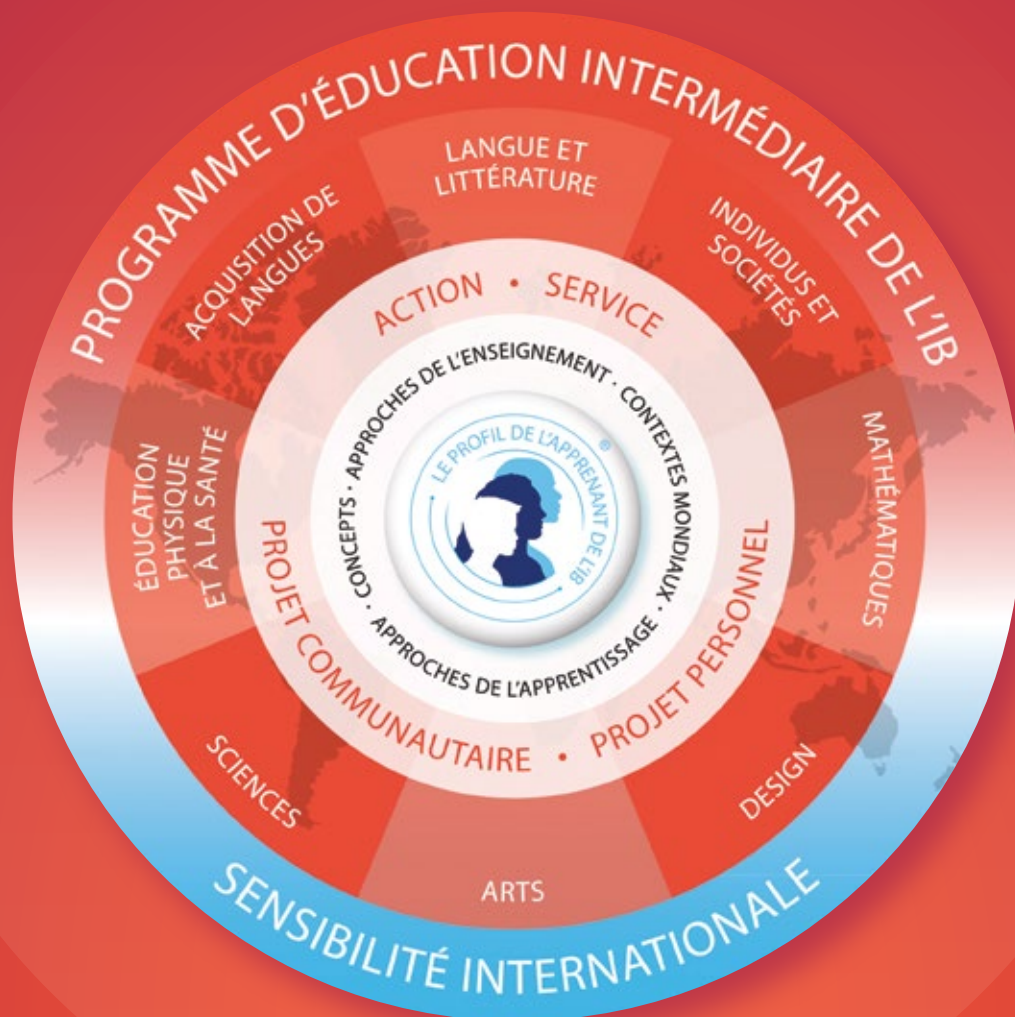 PROGRAMME D'ÉDUCATION INTERMÉDIAIRE DE L'IB
LANGUE ET
LITTÉRATURE
ACQUISITION DE
LANGUES
INDIVIDUS ET
SOCIÉTÉS
ÉDUCATION
PHYSIQUE
ET À LA SANTÉ
MATHÉMATIQUES
SCIENCES
DESIGN
ARTS
ACTION • SERVICE
PROJET COMMUNAUTAIRE • PROJET PERSONNEL
APPROCHES DE L'ENSEIGNEMENT · CONTEXTES MONDIAUX ·
APPROCHES DE L'APPRENTISSAGE · CONCEPTS ·
LE PROFIL DE L'APPRENANT DE L'IB®
SENSIBILITÉ INTERNATIONALE